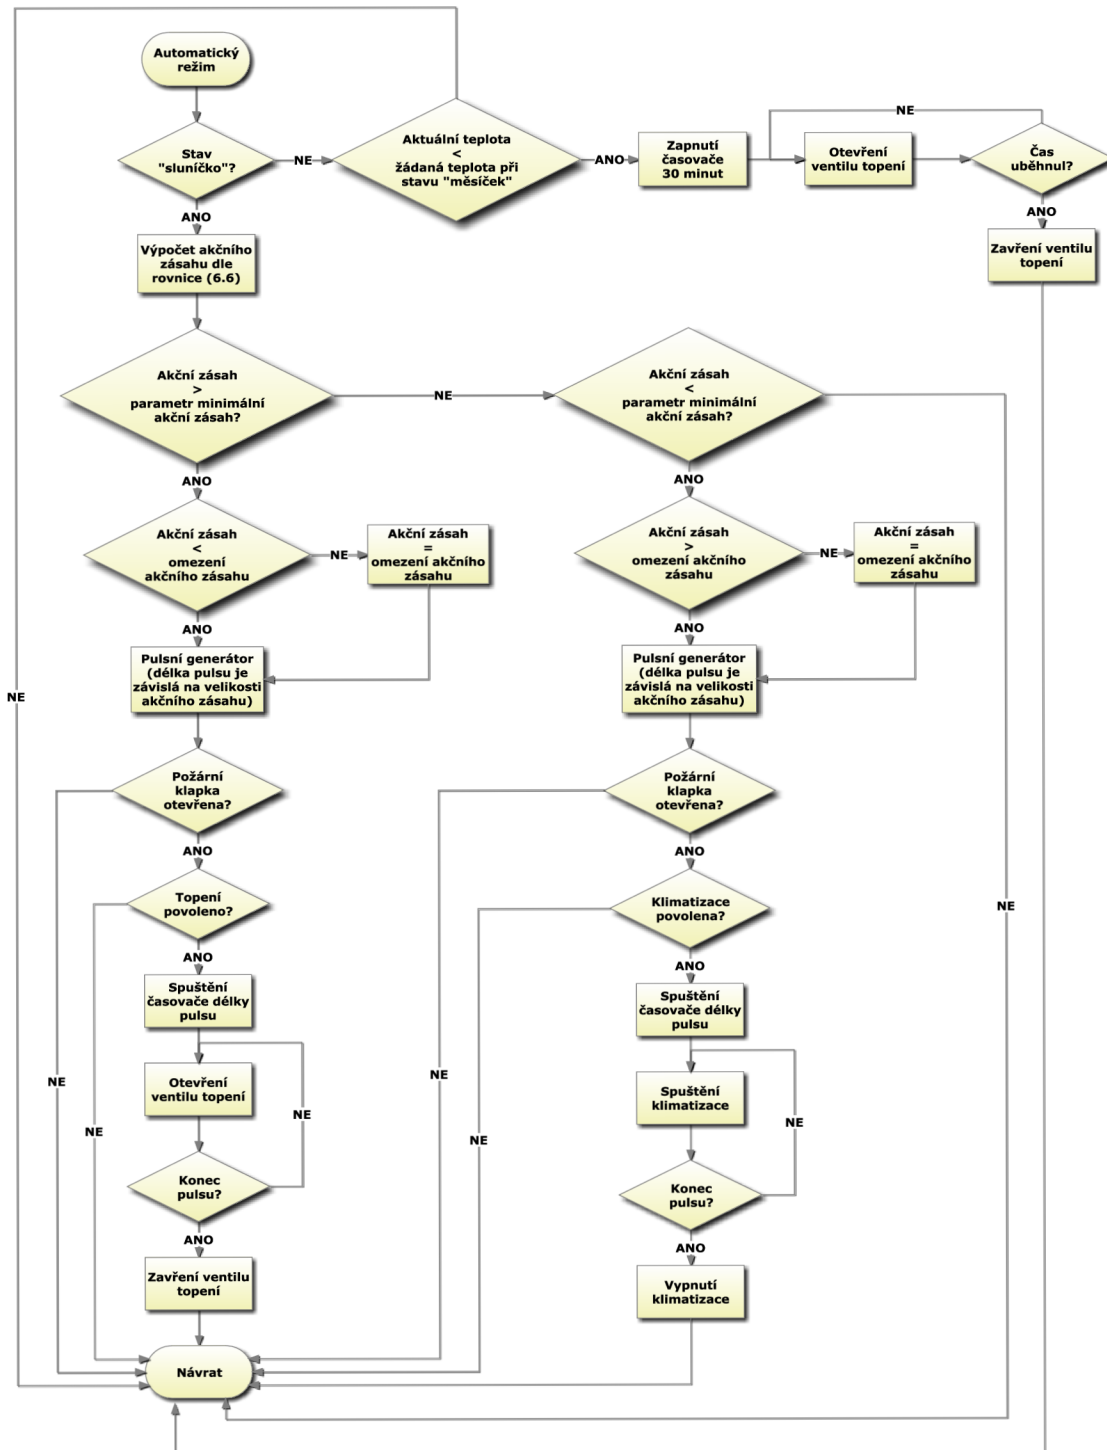 Automatický
režim
Stav
"sluníčko"?
NE
Aktuální teplota
<
žádaná teplota při
stavu "měsíček"
ANO
Zapnutí
časovače
30 minut
NE
Otevření
ventilu topení
Čas
uběhnul?
ANO
Zavření ventilu
topení
ANO
Výpočet akčního
zásahu dle
rovnice (6.6)
Akční zásah
>
parametr minimální
akční zásah?
NE
Akční zásah
<
parametr minimální
akční zásah?
ANO
Akční zásah
<
omezení
akčního zásahu
NE
Akční zásah
=
omezení akčního
zásahu
ANO
Akční zásah
>
omezení akčního
zásahu
NE
Akční zásah
=
omezení akčního
zásahu
ANO
Pulsní generátor
(délka pulsu je
závislá na velikosti
akčního zásahu)
ANO
Pulsní generátor
(délka pulsu je
závislá na velikosti
akčního zásahu)
NE
Požární
klapka
otevřena?
Požární
klapka
otevřena?
ANO
Topení
povoleno?
ANO
Klimatizace
povolena?
NE
ANO
Spuštění
časovače délky
pulsu
ANO
Spuštění
časovače délky
pulsu
NE
Otevření
ventilu topení
NE
NE
Spuštění
klimatizace
NE
NE
NE
NE
Konec
pulsu?
Konec
pulsu?
ANO
Zavření ventilu
topení
ANO
Vypnutí
klimatizace
Návrat